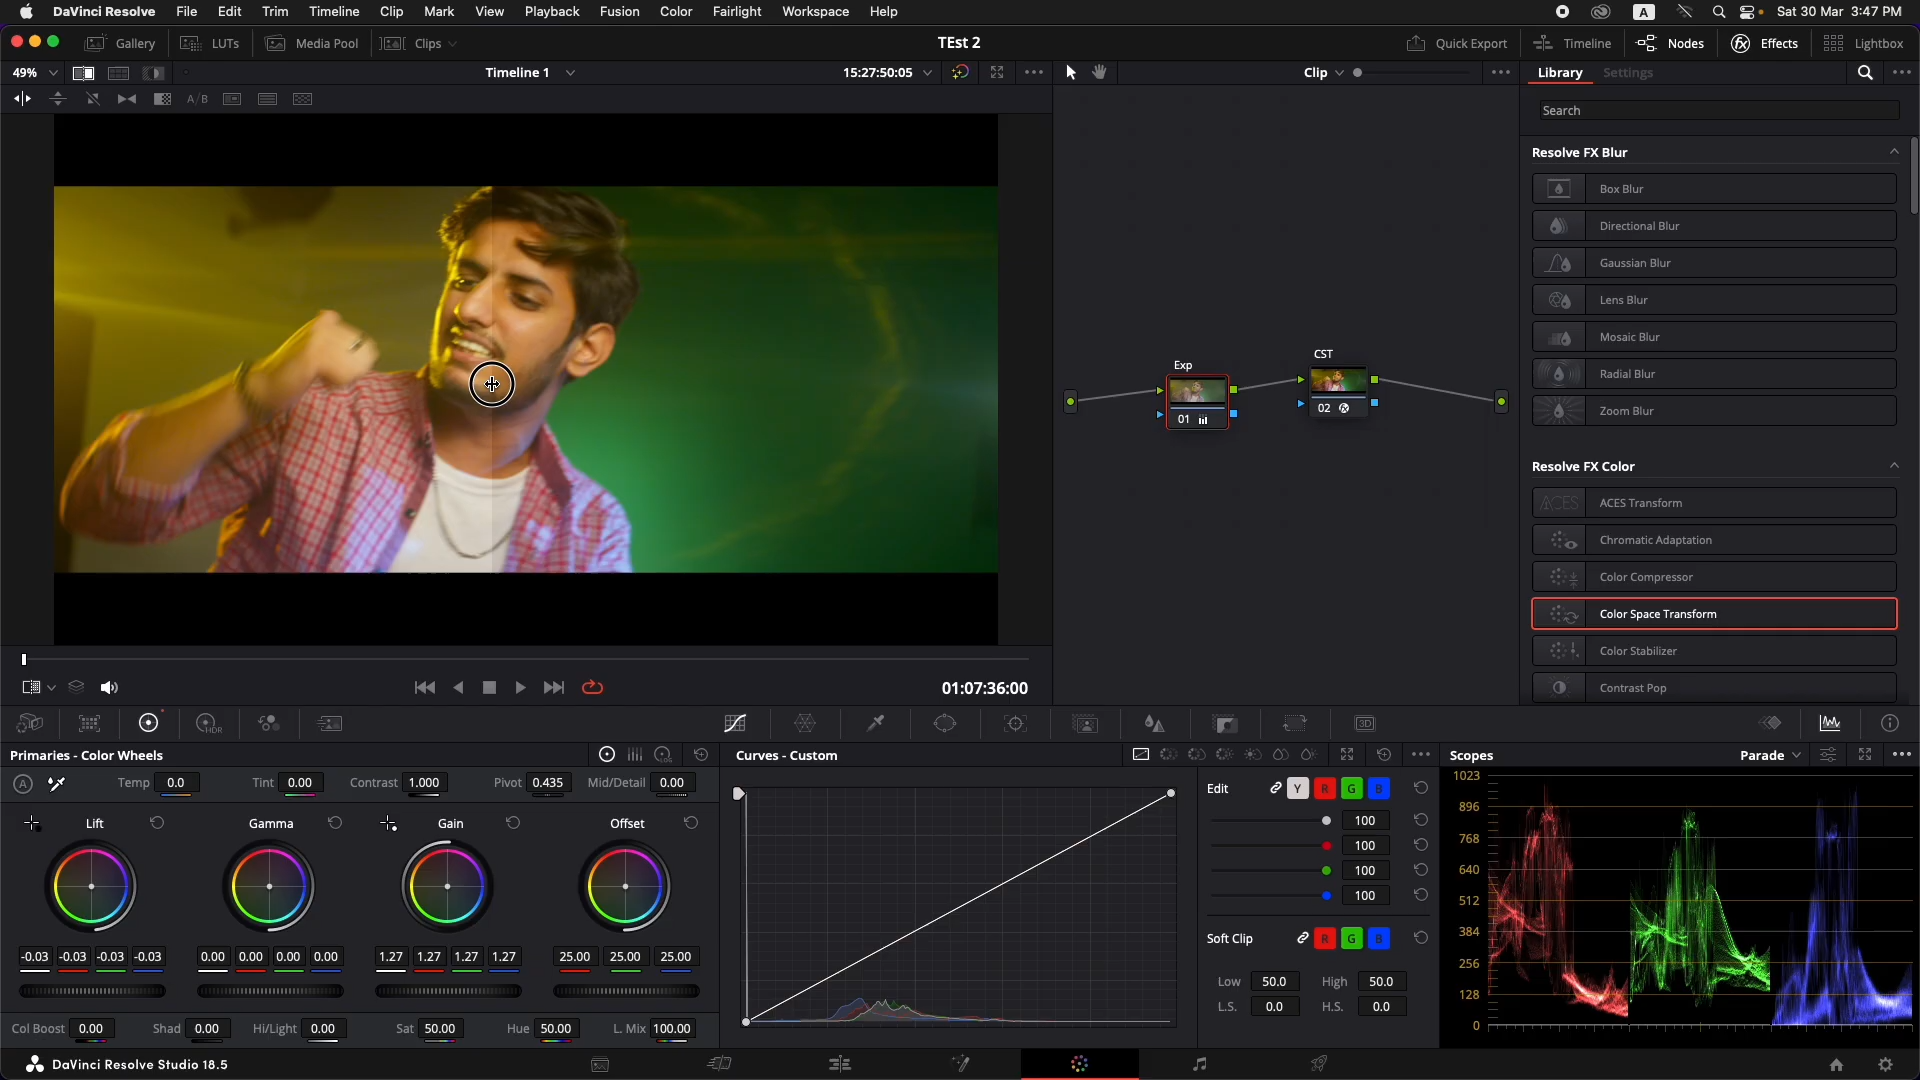 DaVinci Resolve File Edit Trim Timeline Clip Mark View Playback Fusion Color Fairlight Workspace Help A Sat 30 Mar 3:47 PM
Gallery LUTs Media Pool Clips TEst 2 Quick Export Timeline Nodes Effects Lightbox
49% Timeline 1 15:27:50:05 Clip Library Settings
A/B
Search
Resolve FX Blur
Box Blur
Directional Blur
Gaussian Blur
Lens Blur
Mosaic Blur
Radial Blur
Zoom Blur
Exp
01
CST
02
Resolve FX Color
ACES ACES Transform
Chromatic Adaptation
Color Compressor
Color Space Transform
Color Stabilizer
Contrast Pop
01:07:36:00
HDR 3D
Primaries - Color Wheels LOG
A Temp 0.0 Tint 0.00 Contrast 1.000 Pivot 0.435 Mid/Detail 0.00
Lift Gamma Gain Offset
-0.03 -0.03 -0.03 -0.03 0.00 0.00 0.00 0.00 1.27 1.27 1.27 1.27 25.00 25.00 25.00
Col Boost 0.00 Shad 0.00 Hi/Light 0.00 Sat 50.00 Hue 50.00 L. Mix 100.00
Curves - Custom
Edit Y R G B
100
100
100
100
Soft Clip R G B
Low 50.0 High 50.0
L.S. 0.0 H.S. 0.0
Scopes Parade
1023
896
768
640
512
384
256
128
0
DaVinci Resolve Studio 18.5